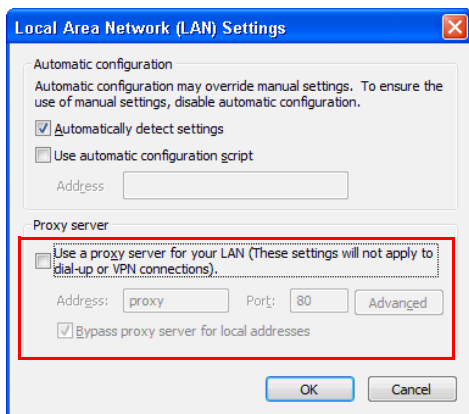 Local Area Network (LAN) Settings
Automatic configuration
Automatic configuration may override manual settings. To ensure the
use of manual settings, disable automatic configuration.
Automatically detect settings
Use automatic configuration script
Address
Proxy server
Use a proxy server for your LAN (These settings will not apply to
dial-up or VPN connections).
Address: proxy Port: 80 Advanced
Bypass proxy server for local addresses
OK Cancel